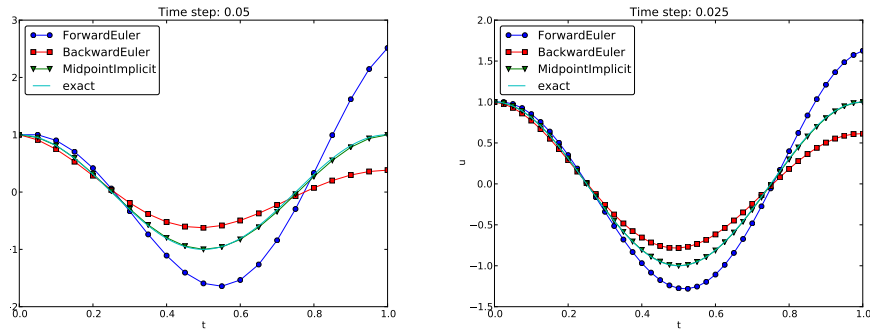 Time step: 0.05
ForwardEuler
BackwardEuler
MidpointImplicit
exact
3
2
1
0
-1
2
0.0 0.2 0.4 0.6 0.8 1.0
t
Time step: 0.025
ForwardEuler
BackwardEuler
MidpointImplicit
exact
u
2.0
1.5
1.0
0.5
0.0
-0.5
-1.0
-1.5
0.0 0.2 0.4 0.6 0.8 1.0
t